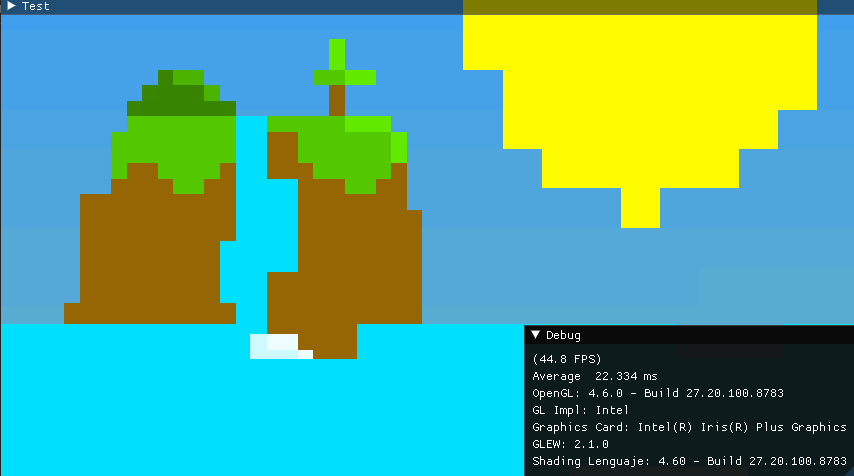 Test
Debug
(44.8 FPS)
Average  22.334 ms
OpenGL: 4.6.0 - Build 27.20.100.8783
GL Impl: Intel
Graphics Card: Intel(R) Iris(R) Plus Graphics
GLEW: 2.1.0
Shading Lenguaje: 4.60 - Build 27.20.100.8783